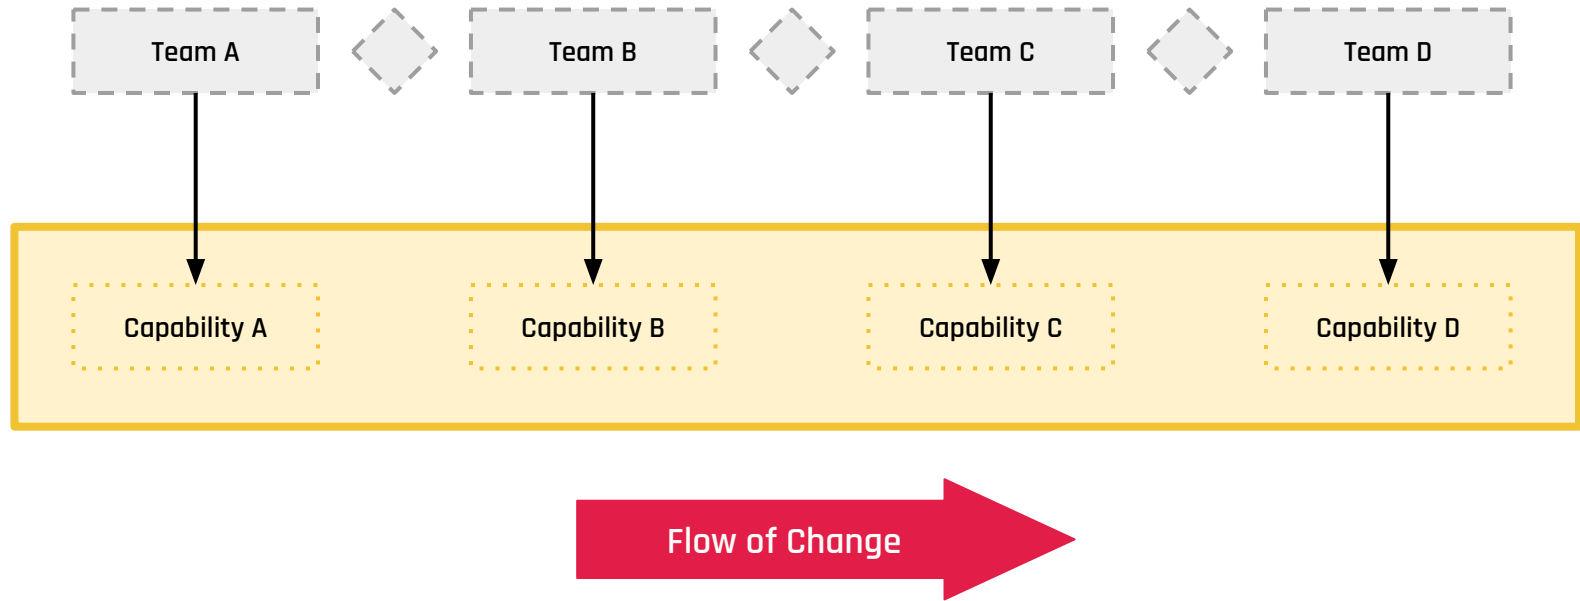 Team A
Team B
Team C
Team D
Capability A
Capability B
Capability C
Capability D
Flow of Change